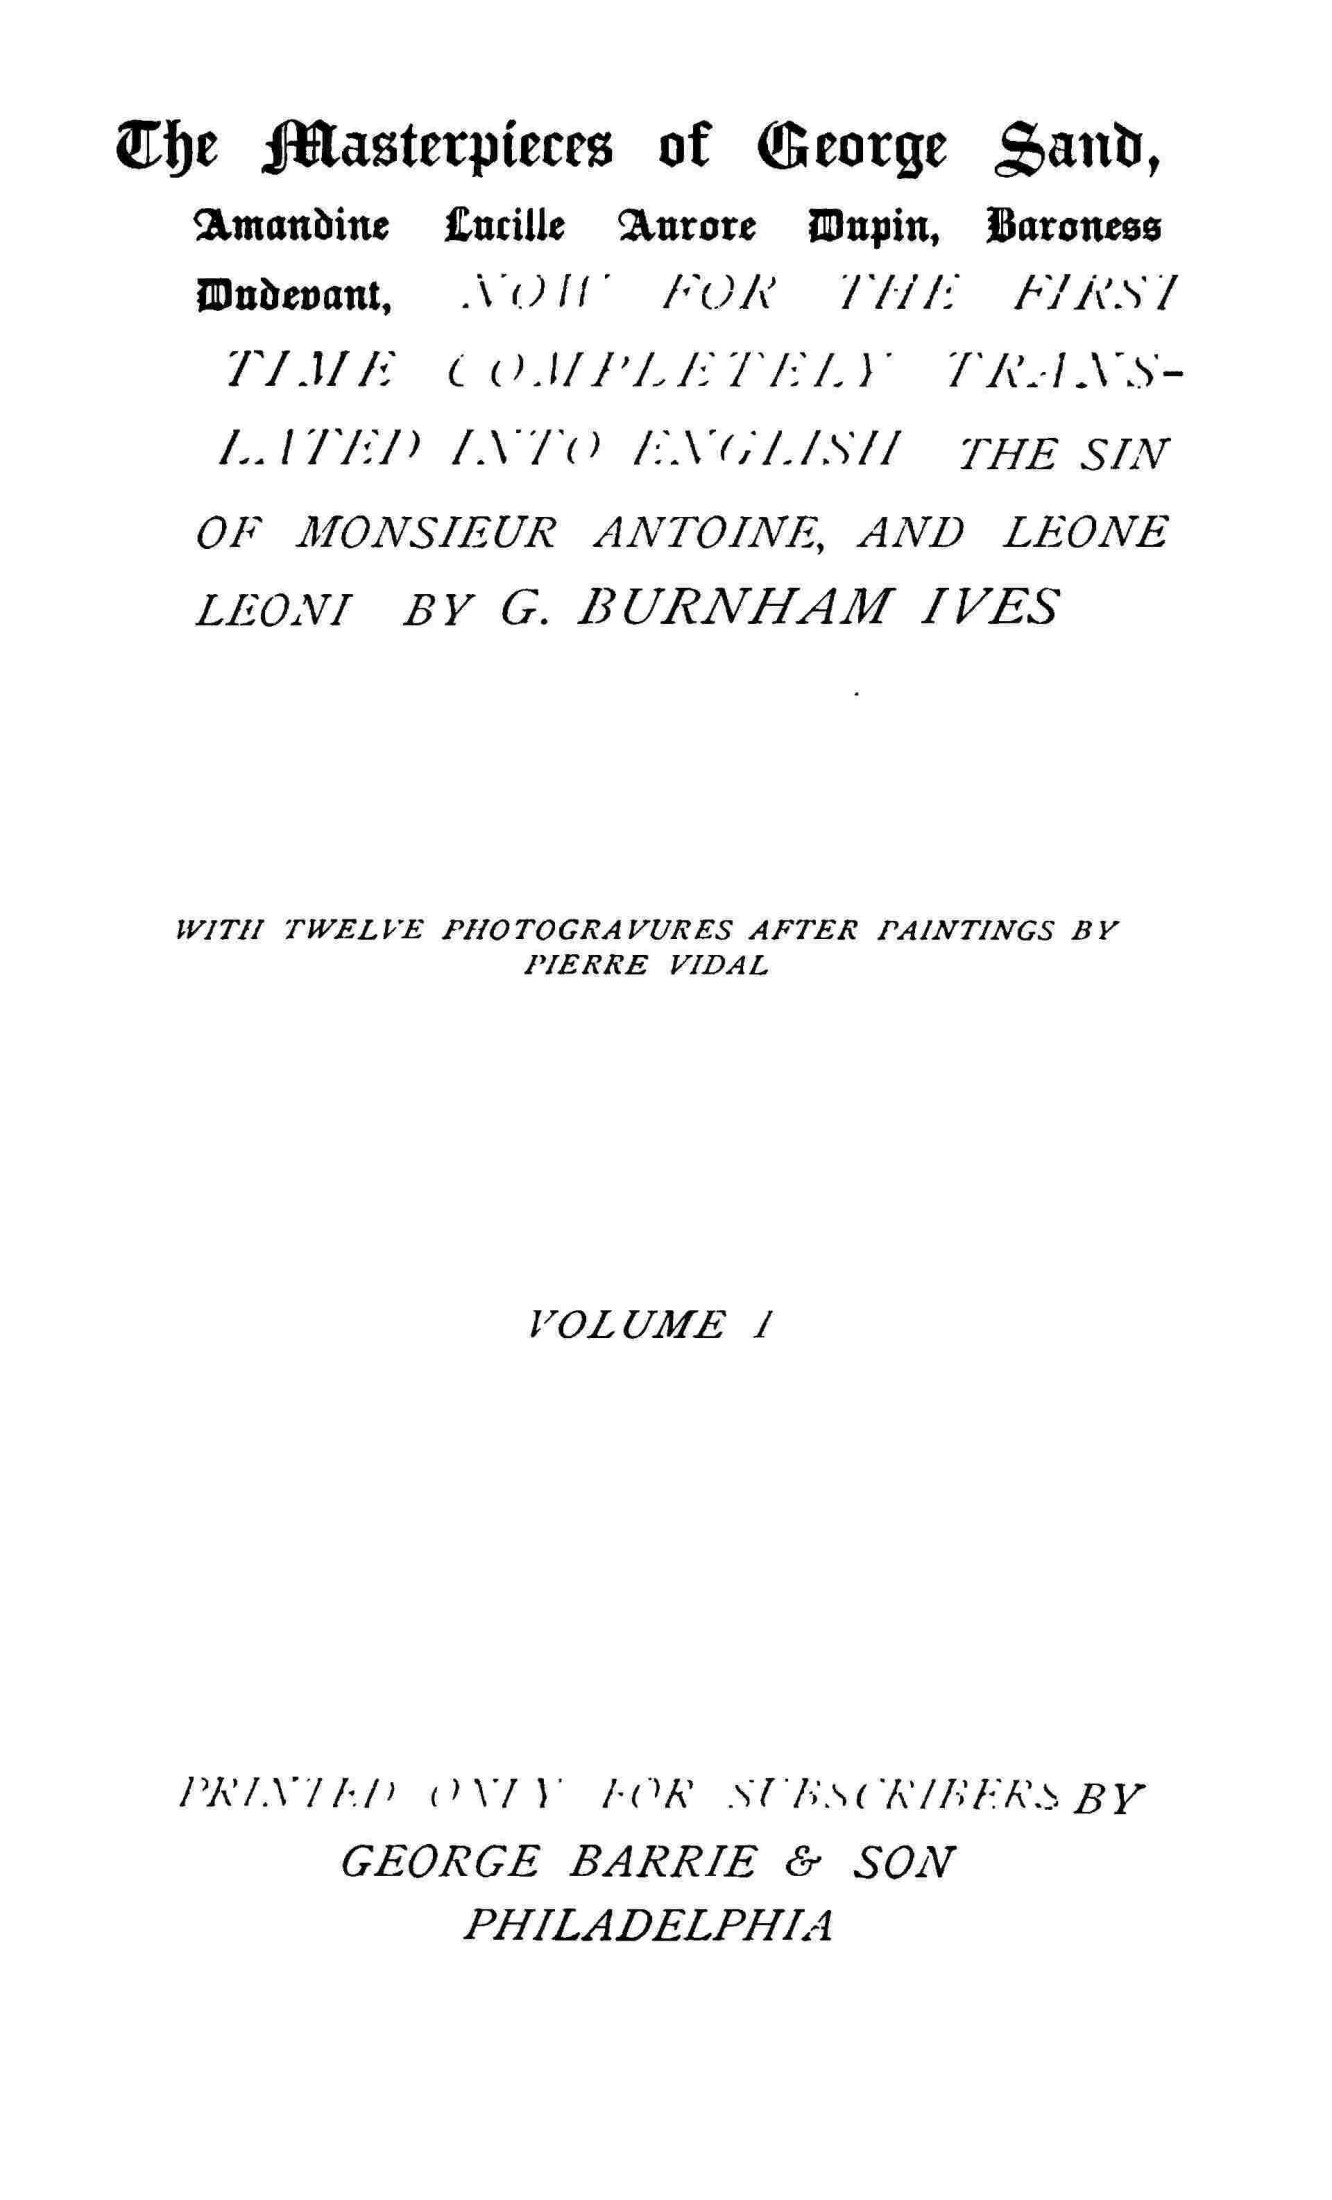 The Masterpieces of George Sand,
Amandine Lucille Aurore Dupin, Baroness
Dudevant, NOW FOR THE FIRST
TIME COMPLETELY TRANS-
LATED INTO ENGLISH THE SIN
OF MONSIEUR ANTOINE, AND LEONE
LEONI BY G. BURNHAM IVES
WITH TWELVE PHOTOGRAVURES AFTER PAINTINGS BY
PIERRE VIDAL
VOLUME I
PRINTED ONLY FOR SUBSCRIBERS BY
GEORGE BARRIE & SON
PHILADELPHIA